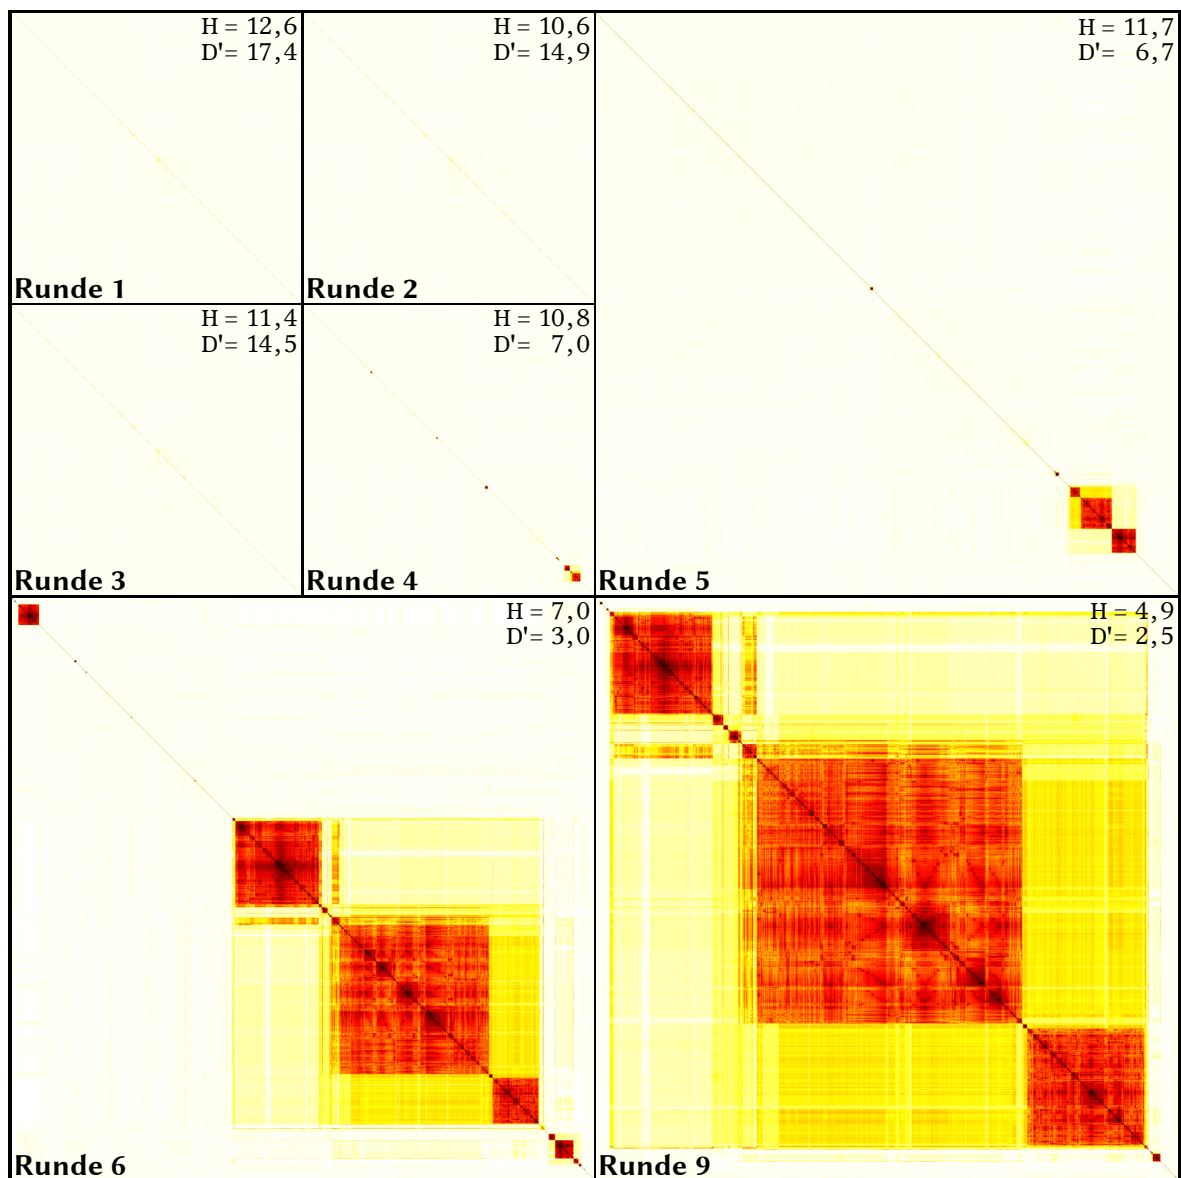 H = 12,6
D'= 17,4
Runde 1
H = 10,6
D'= 14,9
Runde 2
H = 11,7
D'= 6,7
Runde 5
H = 11,4
D'= 14,5
Runde 3
H = 10,8
D'= 7,0
Runde 4
H = 7,0
D'= 3,0
Runde 6
H = 4,9
D'= 2,5
Runde 9